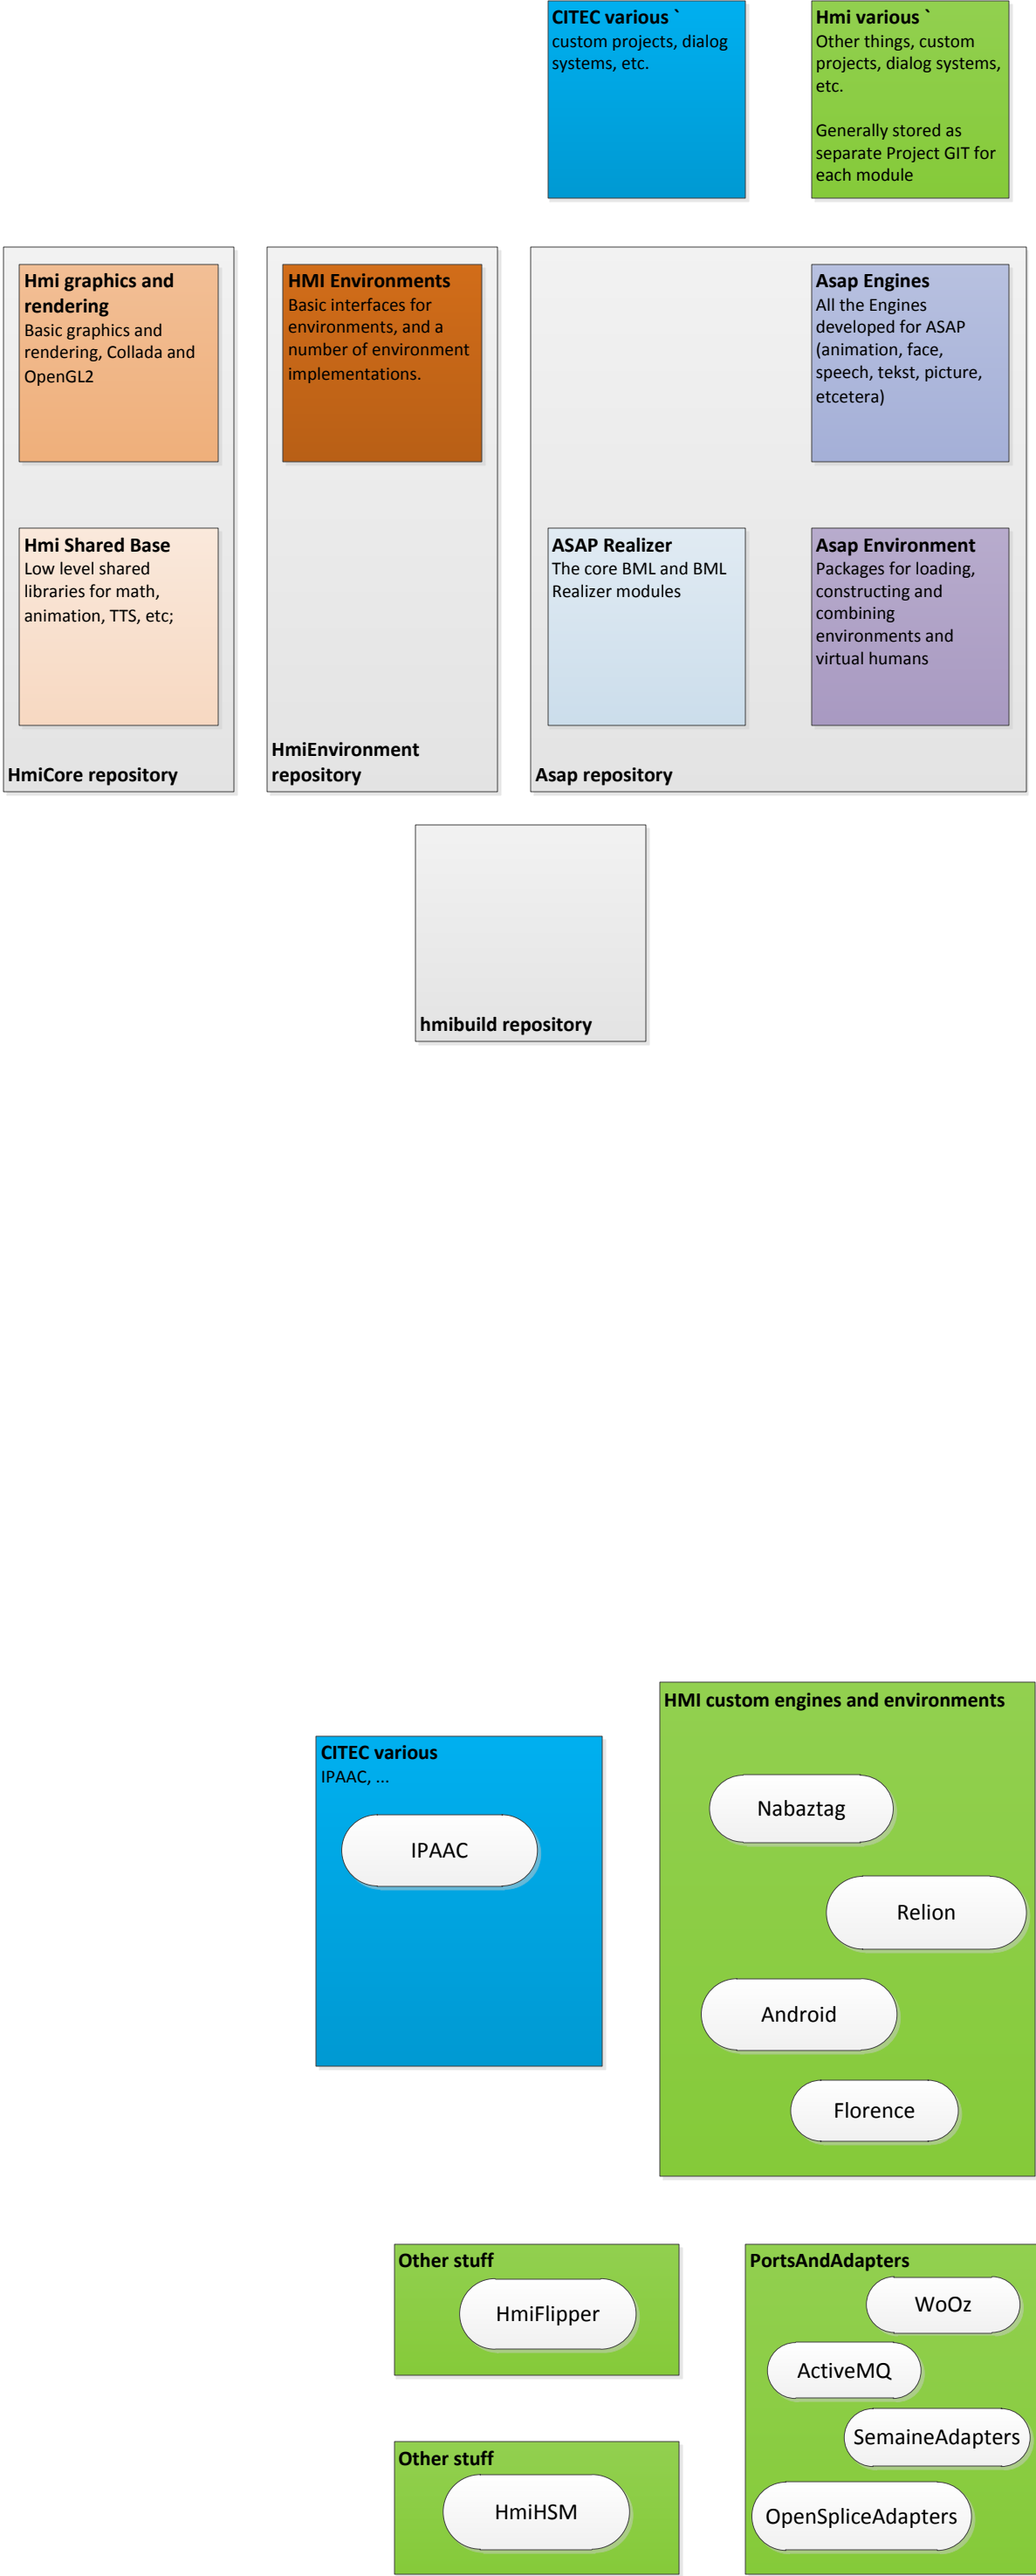 CITEC various `
custom projects, dialog
systems, etc.
Hmi various `
Other things, custom
projects, dialog systems,
etc.
Generally stored as
separate Project GIT for
each module
Hmi graphics and
rendering
Basic graphics and
rendering, Collada and
OpenGL2
HMI Environments
Basic interfaces for
environments, and a
number of environment
implementations.
Asap Engines
All the Engines
developed for ASAP
(animation, face,
speech, tekst, picture,
etcetera)
Hmi Shared Base
Low level shared
libraries for math,
animation, TTS, etc;
ASAP Realizer
The core BML and BML
Realizer modules
Asap Environment
Packages for loading,
constructing and
combining
environments and
virtual humans
HmiCore repository
HmiEnvironment
repository
Asap repository
hmibuild repository
HMI custom engines and environments
Nabaztag
Relion
Android
Florence
CITEC various
IPAAC, ...
IPAAC
Other stuff
HmiFlipper
PortsAndAdapters
WoOz
ActiveMQ
SemaineAdapters
OpenSpliceAdapters
Other stuff
HmiHSM